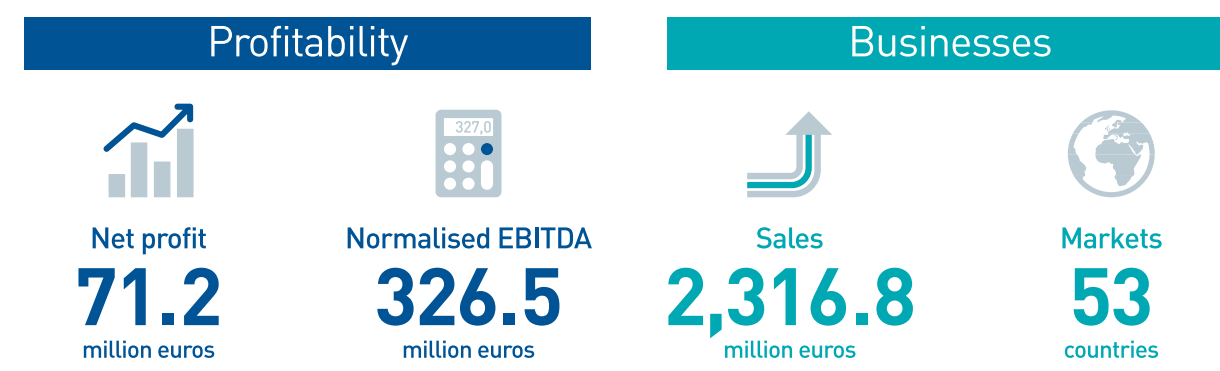 Profitability
Businesses
327,0
Net profit
71.2
million euros
Normalised EBITDA
326.5
million euros
Sales
2,316.8
million euros
Markets
53
countries